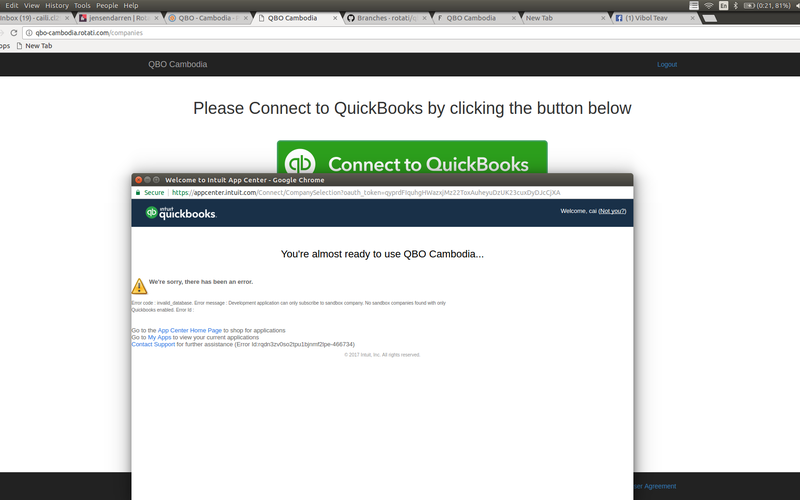 Edit View History Tools People Help
En (0:21, 81%)
Inbox (19) - caili.ci2
jensendarren | Rota
QBO - Cambodia -
QBO Cambodia
Branches - rotati/q
QBO Cambodia
New Tab
(1) Vibol Teav
qbo-cambodia.rotati.com/companies
pps New Tab
QBO Cambodia
Logout
Please Connect to QuickBooks by clicking the button below
qb Connect to QuickBooks
Welcome to Intuit App Center - Google Chrome
Secure https://appcenter.intuit.com/Connect/CompanySelection?oauth_token=
intuit quickbooks.
Welcome, cai (Not you?)
You're almost ready to use QBO Cambodia...
We're sorry, there has been an error.
Error code : invalid_database. Error message : Development application can only subscribe to sandbox company. No sandbox companies found with only
Quickbooks enabled. Error Id :
Go to the App Center Home Page to shop for applications
Go to My Apps to view your current applications
Contact Support for further assistance (Error Id:rqdn3zv0so2tpu1bjnmf2lpe-466734)
© 2017 Intuit, Inc. All rights reserved.
ner Agreement